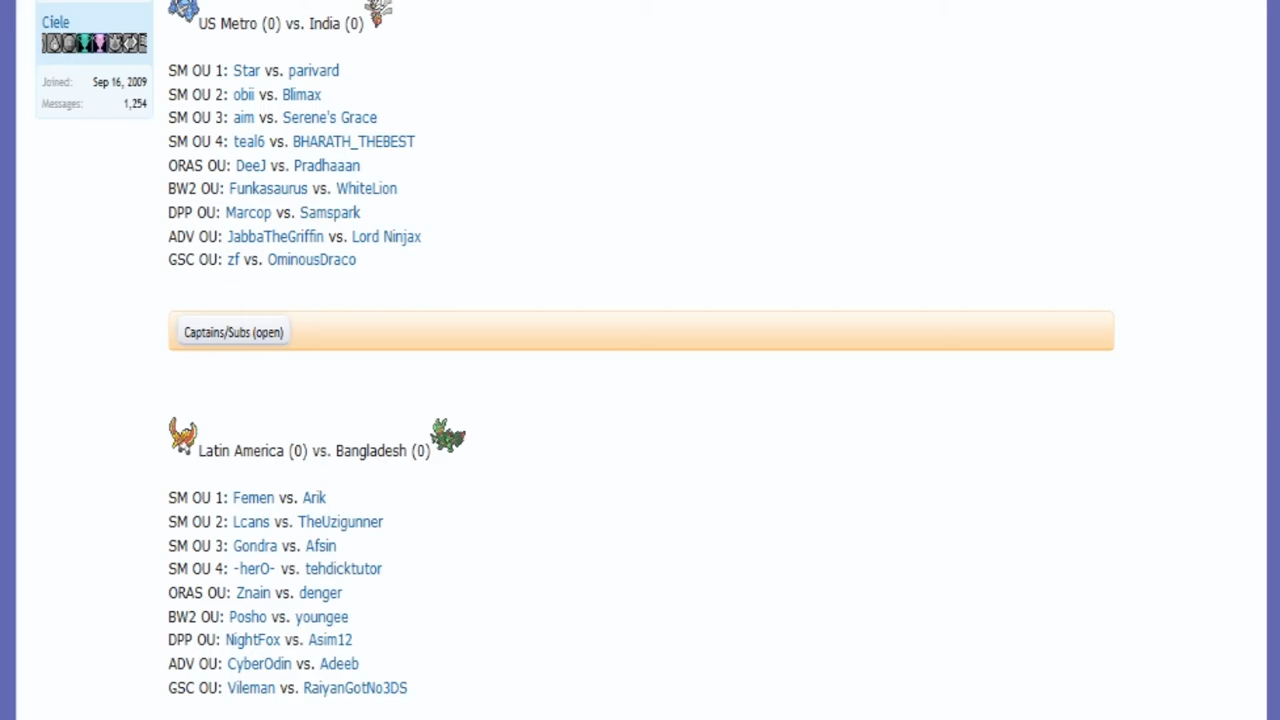 Ciele
Joined: Sep 16, 2009
Messages: 1,254
US Metro (0) vs. India (0)
SM OU 1: Star vs. parivard
SM OU 2: obii vs. Blimax
SM OU 3: aim vs. Serene's Grace
SM OU 4: teal6 vs. BHARATH_THEBEST
ORAS OU: DeeJ vs. Pradhaaan
BW2 OU: Funkasaurus vs. WhiteLion
DPP OU: Marcop vs. Samspark
ADV OU: JabbaTheGriffin vs. Lord Ninjax
GSC OU: zf vs. OminousDraco
Captains/Subs (open)
Latin America (0) vs. Bangladesh (0)
SM OU 1: Femen vs. Arik
SM OU 2: Lcans vs. TheUzigunner
SM OU 3: Gondra vs. Afsin
SM OU 4: -herO- vs. tehdicktutor
ORAS OU: Znain vs. denger
BW2 OU: Posho vs. youngee
DPP OU: NightFox vs. Asim12
ADV OU: CyberOdin vs. Adeeb
GSC OU: Vileman vs. RaiyanGotNo3DS